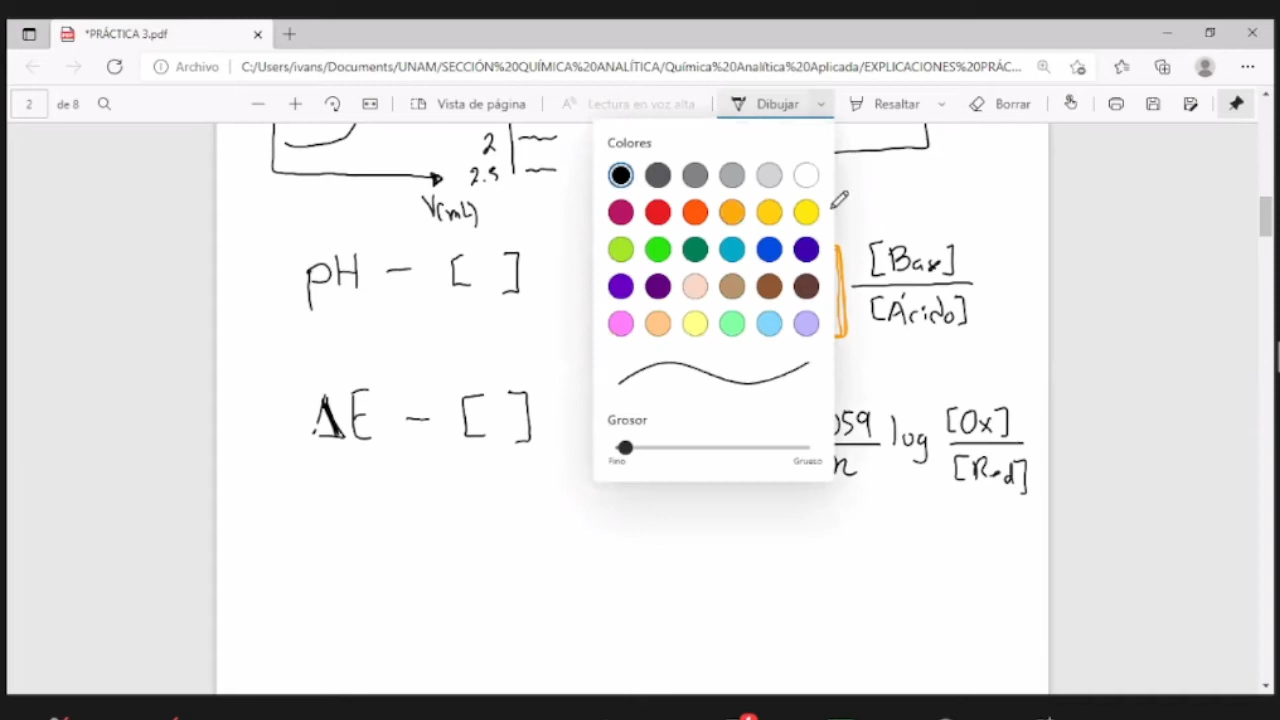 *PRÁCTICA 3.pdf
Archivo C:/Users/ivans/Documents/UNAM/SECCIÓN%20QUÍMICA%20ANALÍTICA/Química%20Analítica%20Aplicada/EXPLICACIONES%20PRÁC...
2 de 8 Vista de página Lectura en voz alta Dibujar Resaltar Borrar
Colores
2
2.5
V(mL)
pH - [ ]
[Base]
[Ácido]
ΔE - [ ]
Grosor
Fino Grueso
059 log [Ox]
n [Red]